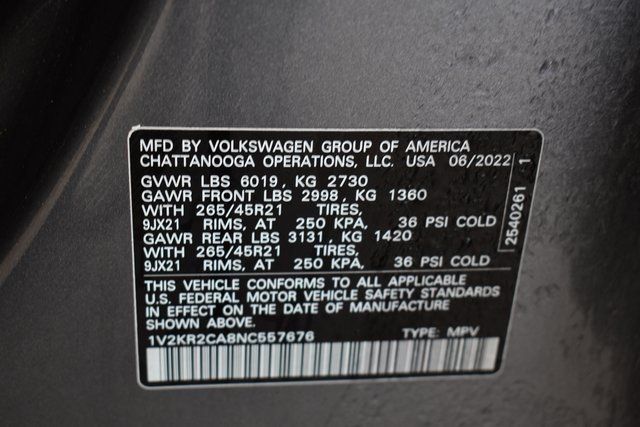 MFD BY VOLKSWAGEN GROUP OF AMERICA
CHATTANOOGA OPERATIONS, LLC. USA 06/2022
GVWR LBS 6019, KG 2730
GAWR FRONT LBS 2998, KG 1360
WITH 265/45R21 TIRES,
9JX21 RIMS, AT 250 KPA, 36 PSI COLD
GAWR REAR LBS 3131, KG 1420
WITH 265/45R21 TIRES,
9JX21 RIMS, AT 250 KPA, 36 PSI COLD
THIS VEHICLE CONFORMS TO ALL APPLICABLE
U.S. FEDERAL MOTOR VEHICLE SAFETY STANDARDS
IN EFFECT ON THE DATE OF MANUFACTURE
SHOWN ABOVE.
1V2KR2CA8NC557676 TYPE: MPV
2540261 1